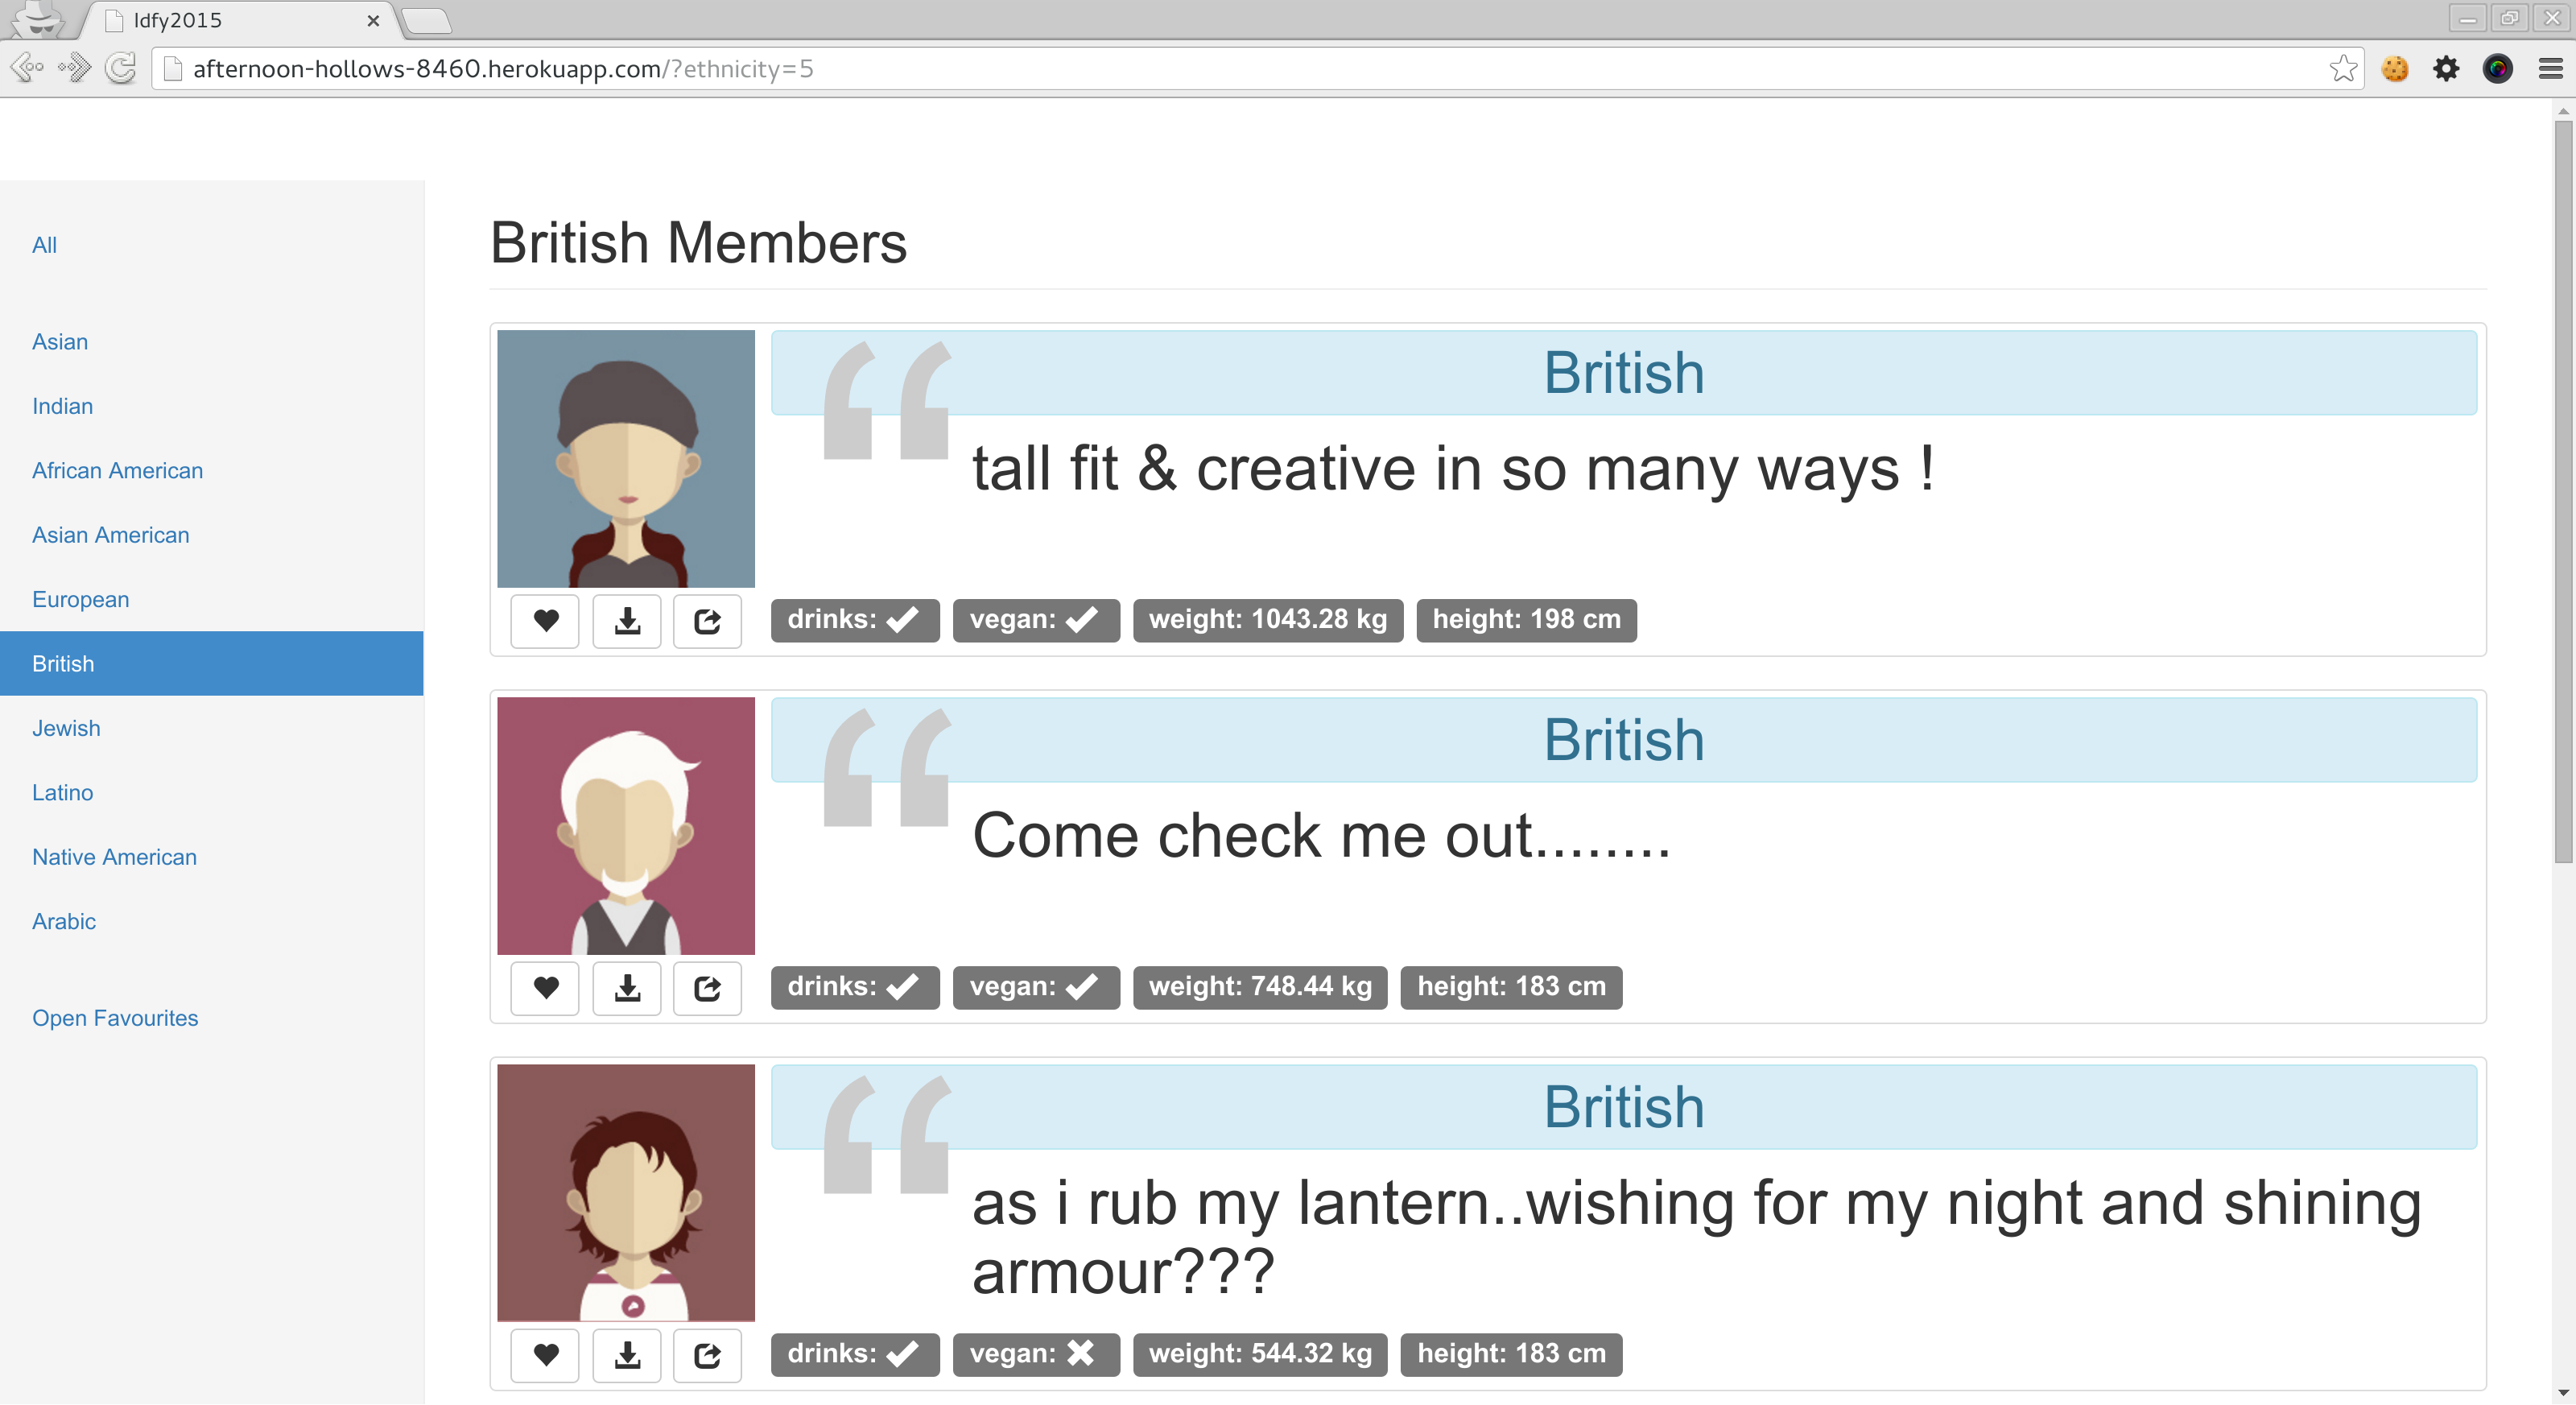 ldfy2015
afternoon-hollows-8460.herokuapp.com/?ethnicity=5
All
Asian
Indian
African American
Asian American
European
British
Jewish
Latino
Native American
Arabic
Open Favourites
British Members
British
“
tall fit & creative in so many ways !
drinks: vegan: weight: 1043.28 kg height: 198 cm
British
“
Come check me out........
drinks: vegan: weight: 748.44 kg height: 183 cm
British
“
as i rub my lantern..wishing for my night and shining
armour???
drinks: vegan: weight: 544.32 kg height: 183 cm